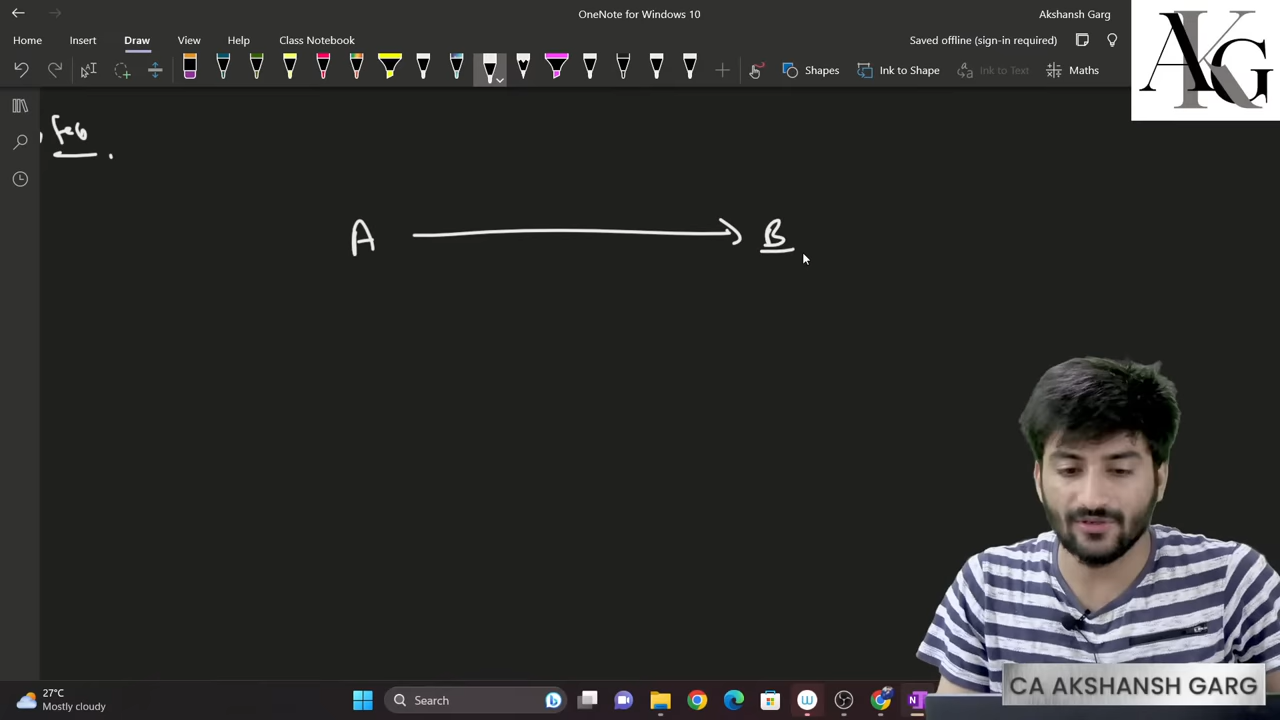 OneNote for Windows 10
Akshansh Garg
Home Insert Draw View Help Class Notebook
Saved offline (sign-in required)
Shapes Ink to Shape Ink to Text Maths
AKG
Feb
A B
CA AKSHANSH GARG
27°C
Mostly cloudy
Search